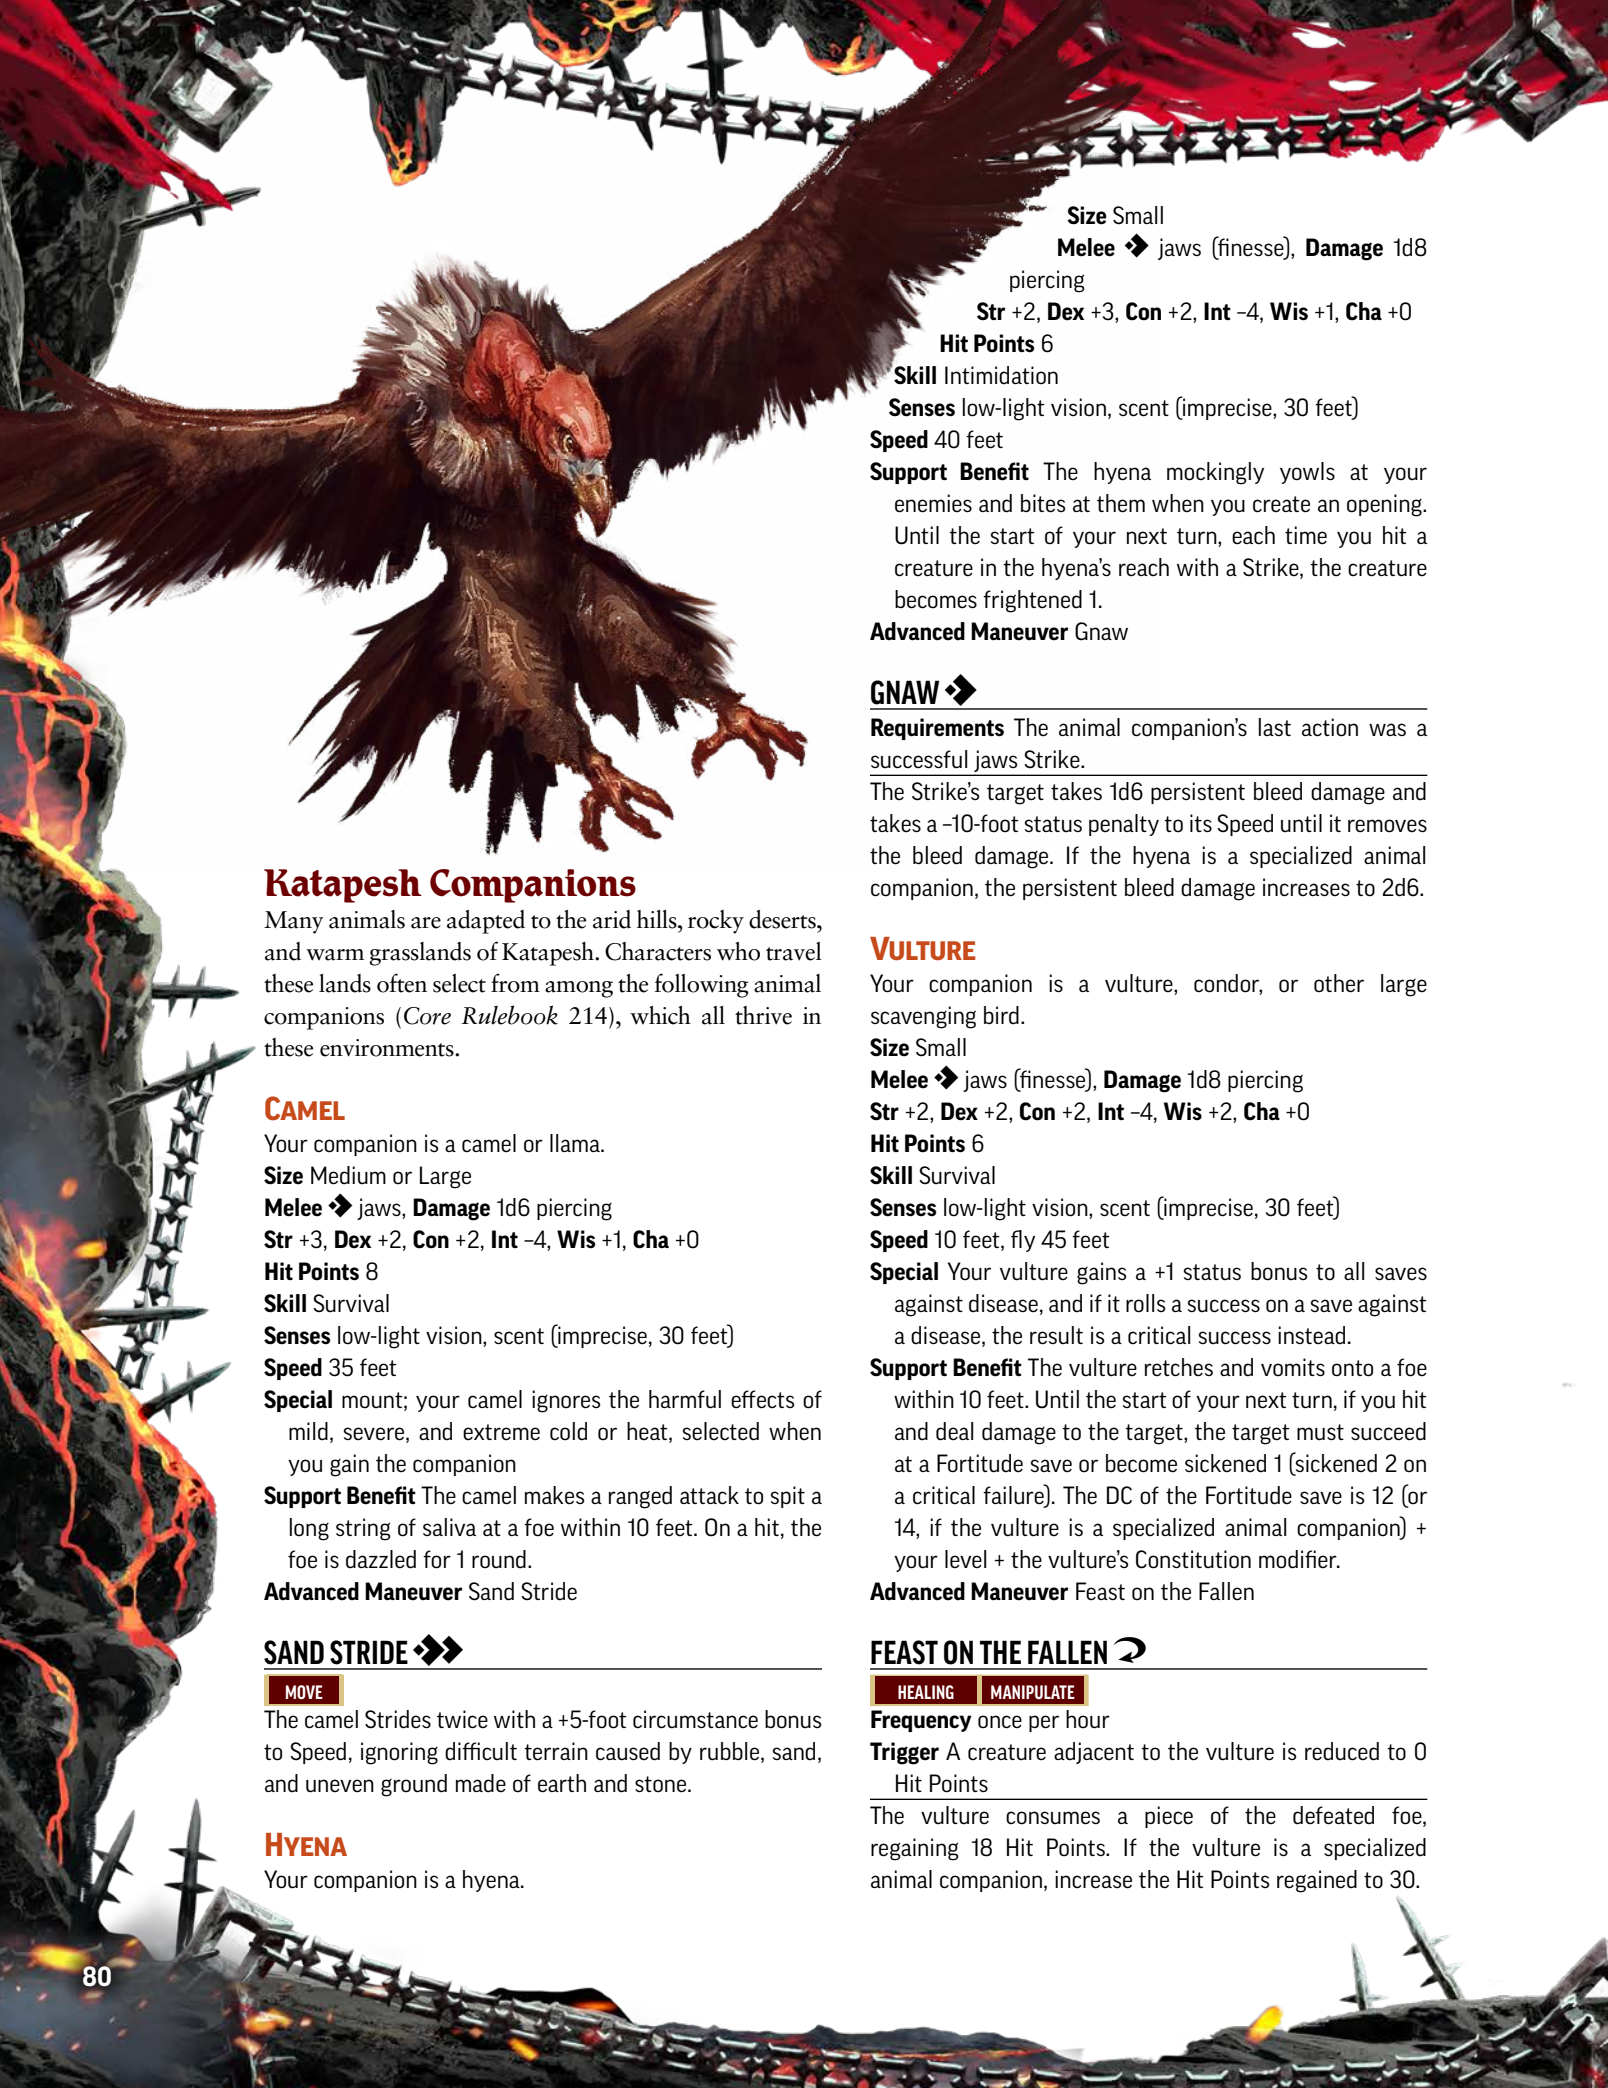 Katapesh Companions
Many animals are adapted to the arid hills, rocky deserts,
and warm grasslands of Katapesh. Characters who travel
these lands often select from among the following animal
companions (Core Rulebook 214), which all thrive in
these environments.
CAMEL
Your companion is a camel or llama.
Size Medium or Large
Melee jaws, Damage 1d6 piercing
Str +3, Dex +2, Con +2, Int –4, Wis +1, Cha +0
Hit Points 8
Skill Survival
Senses low-light vision, scent (imprecise, 30 feet)
Speed 35 feet
Special mount; your camel ignores the harmful effects of
mild, severe, and extreme cold or heat, selected when
you gain the companion
Support Benefit The camel makes a ranged attack to spit a
long string of saliva at a foe within 10 feet. On a hit, the
foe is dazzled for 1 round.
Advanced Maneuver Sand Stride
SAND STRIDE
MOVE
The camel Strides twice with a +5-foot circumstance bonus
to Speed, ignoring difficult terrain caused by rubble, sand,
and uneven ground made of earth and stone.
HYENA
Your companion is a hyena.
Size Small
Melee jaws (finesse), Damage 1d8
piercing
Str +2, Dex +3, Con +2, Int –4, Wis +1, Cha +0
Hit Points 6
Skill Intimidation
Senses low-light vision, scent (imprecise, 30 feet)
Speed 40 feet
Support Benefit The hyena mockingly yowls at your
enemies and bites at them when you create an opening.
Until the start of your next turn, each time you hit a
creature in the hyena's reach with a Strike, the creature
becomes frightened 1.
Advanced Maneuver Gnaw
GNAW
Requirements The animal companion's last action was a
successful jaws Strike.
The Strike's target takes 1d6 persistent bleed damage and
takes a –10-foot status penalty to its Speed until it removes
the bleed damage. If the hyena is a specialized animal
companion, the persistent bleed damage increases to 2d6.
VULTURE
Your companion is a vulture, condor, or other large
scavenging bird.
Size Small
Melee jaws (finesse), Damage 1d8 piercing
Str +2, Dex +2, Con +2, Int –4, Wis +2, Cha +0
Hit Points 6
Skill Survival
Senses low-light vision, scent (imprecise, 30 feet)
Speed 10 feet, fly 45 feet
Special Your vulture gains a +1 status bonus to all saves
against disease, and if it rolls a success on a save against
a disease, the result is a critical success instead.
Support Benefit The vulture retches and vomits onto a foe
within 10 feet. Until the start of your next turn, if you hit
and deal damage to the target, the target must succeed
at a Fortitude save or become sickened 1 (sickened 2 on
a critical failure). The DC of the Fortitude save is 12 (or
14, if the vulture is a specialized animal companion) +
your level + the vulture's Constitution modifier.
Advanced Maneuver Feast on the Fallen
FEAST ON THE FALLEN
HEALING MANIPULATE
Frequency once per hour
Trigger A creature adjacent to the vulture is reduced to 0
Hit Points
The vulture consumes a piece of the defeated foe,
regaining 18 Hit Points. If the vulture is a specialized
animal companion, increase the Hit Points regained to 30.
80